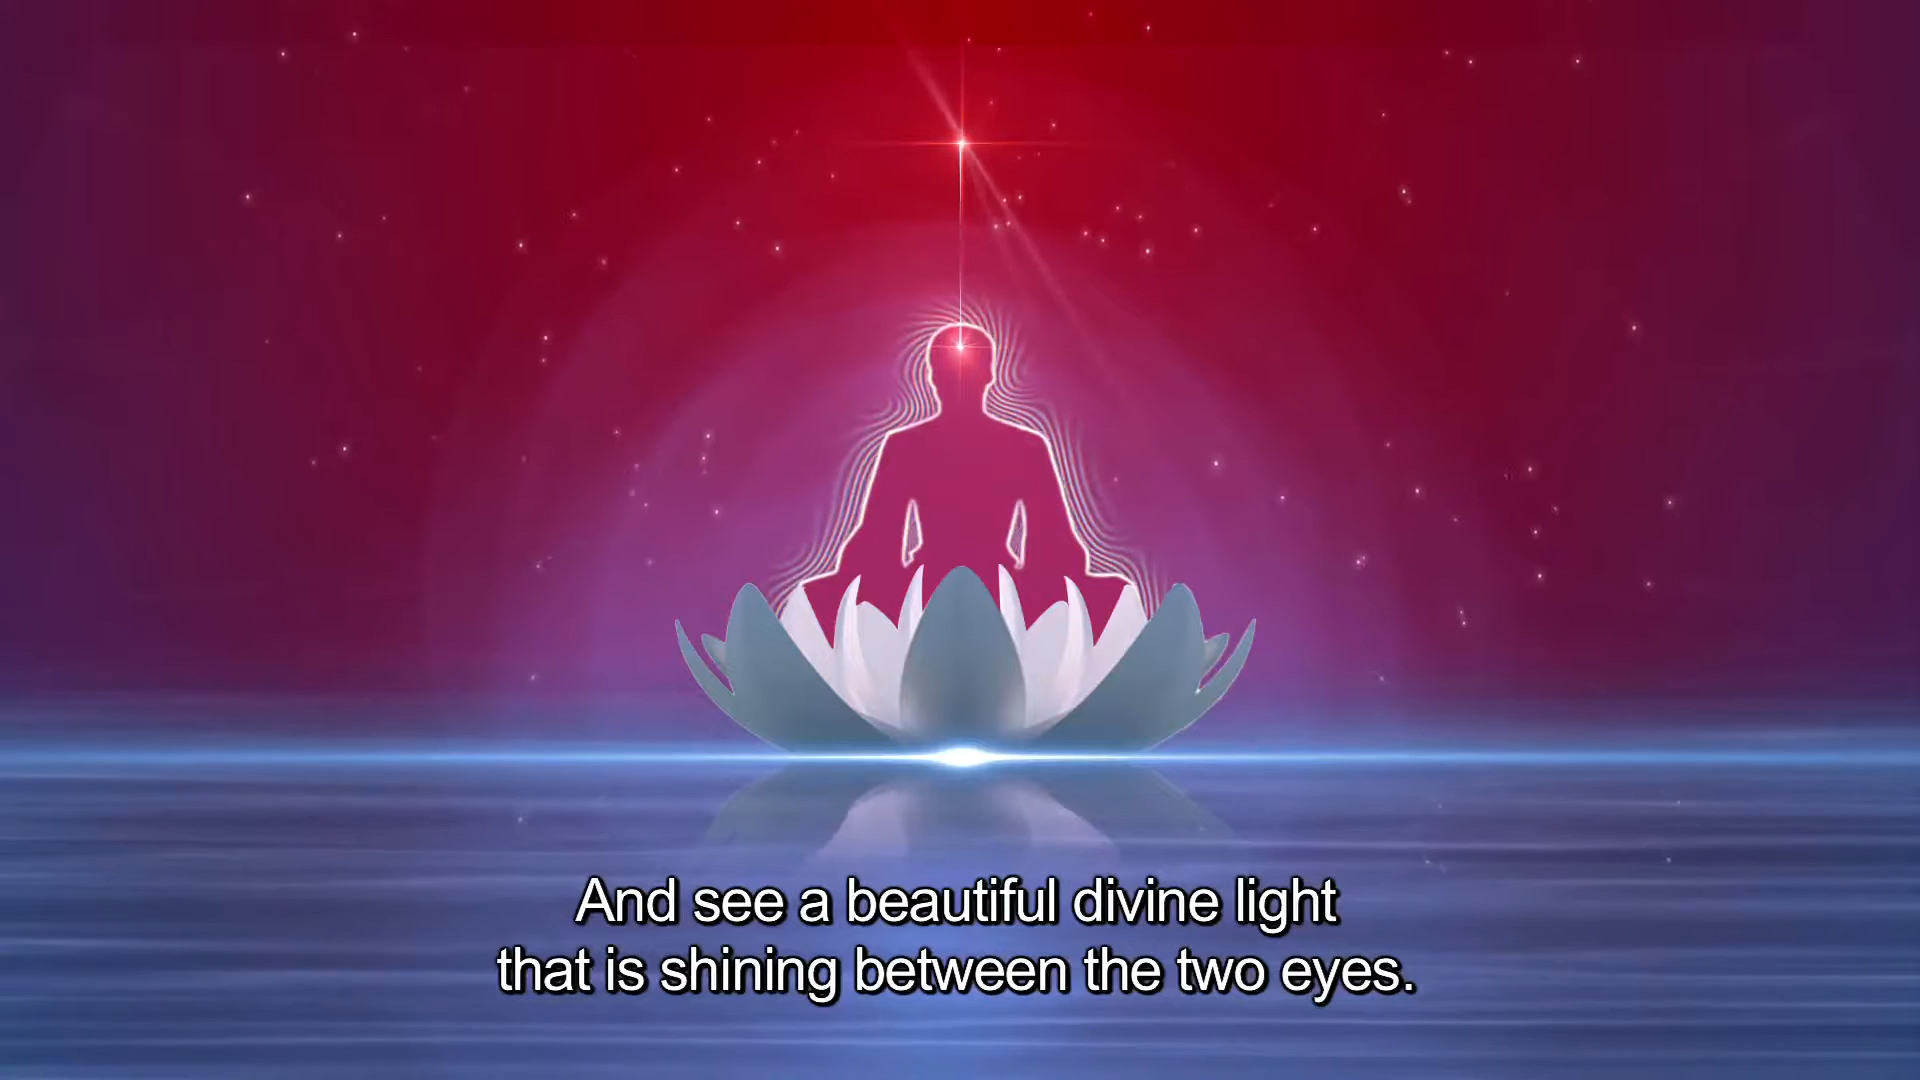 And see a beautiful divine light
that is shining between the two eyes.